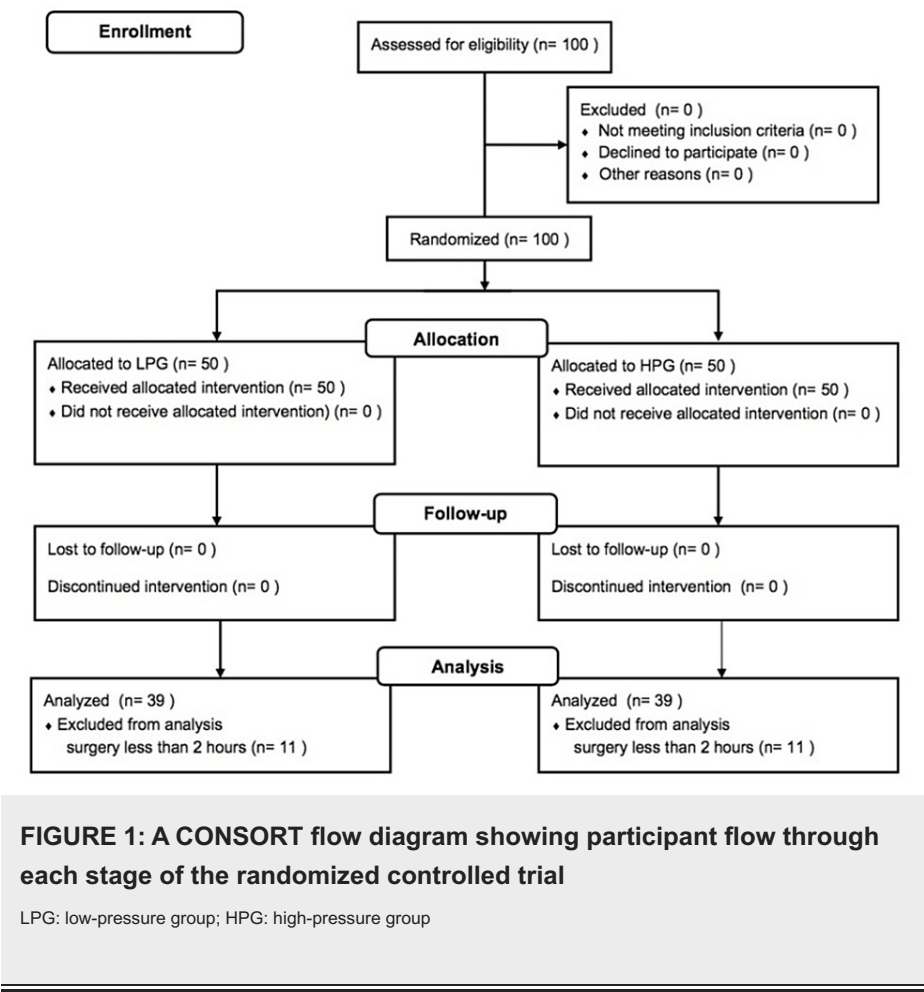 Enrollment
Assessed for eligibility (n= 100 )
Excluded (n= 0 )
♦ Not meeting inclusion criteria (n= 0 )
♦ Declined to participate (n= 0 )
♦ Other reasons (n= 0 )
Randomized (n= 100 )
Allocation
Allocated to LPG (n= 50 )
♦ Received allocated intervention (n= 50 )
♦ Did not receive allocated intervention) (n= 0 )
Allocated to HPG (n= 50 )
♦ Received allocated intervention (n= 50 )
♦ Did not receive allocated intervention (n= 0 )
Follow-up
Lost to follow-up (n= 0 )
Discontinued intervention (n= 0 )
Lost to follow-up (n= 0 )
Discontinued intervention (n= 0 )
Analysis
Analyzed (n= 39 )
♦ Excluded from analysis
surgery less than 2 hours (n= 11 )
Analyzed (n= 39 )
♦ Excluded from analysis
surgery less than 2 hours (n= 11 )
FIGURE 1: A CONSORT flow diagram showing participant flow through
each stage of the randomized controlled trial
LPG: low-pressure group; HPG: high-pressure group